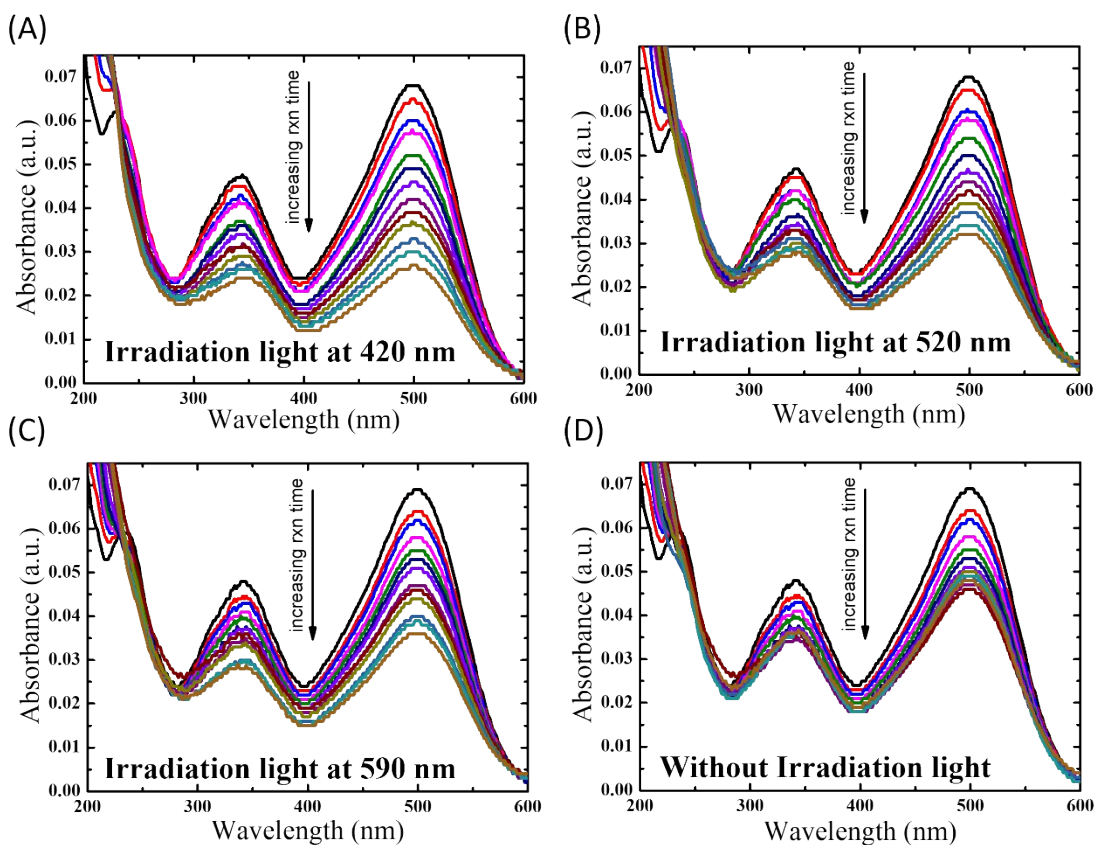 (A)
0.07
0.06
0.05
0.04
0.03
0.02
0.01
0.00
Absorbance (a.u.)
increasing rxn time
Irradiation light at 420 nm
200 300 400 500 600
Wavelength (nm)
(B)
0.07
0.06
0.05
0.04
0.03
0.02
0.01
0.00
Absorbance (a.u.)
increasing rxn time
Irradiation light at 520 nm
200 300 400 500 600
Wavelength (nm)
(C)
0.07
0.06
0.05
0.04
0.03
0.02
0.01
0.00
Absorbance (a.u.)
increasing rxn time
Irradiation light at 590 nm
200 300 400 500 600
Wavelength (nm)
(D)
0.07
0.06
0.05
0.04
0.03
0.02
0.01
0.00
Absorbance (a.u.)
increasing rxn time
Without Irradiation light
200 300 400 500 600
Wavelength (nm)